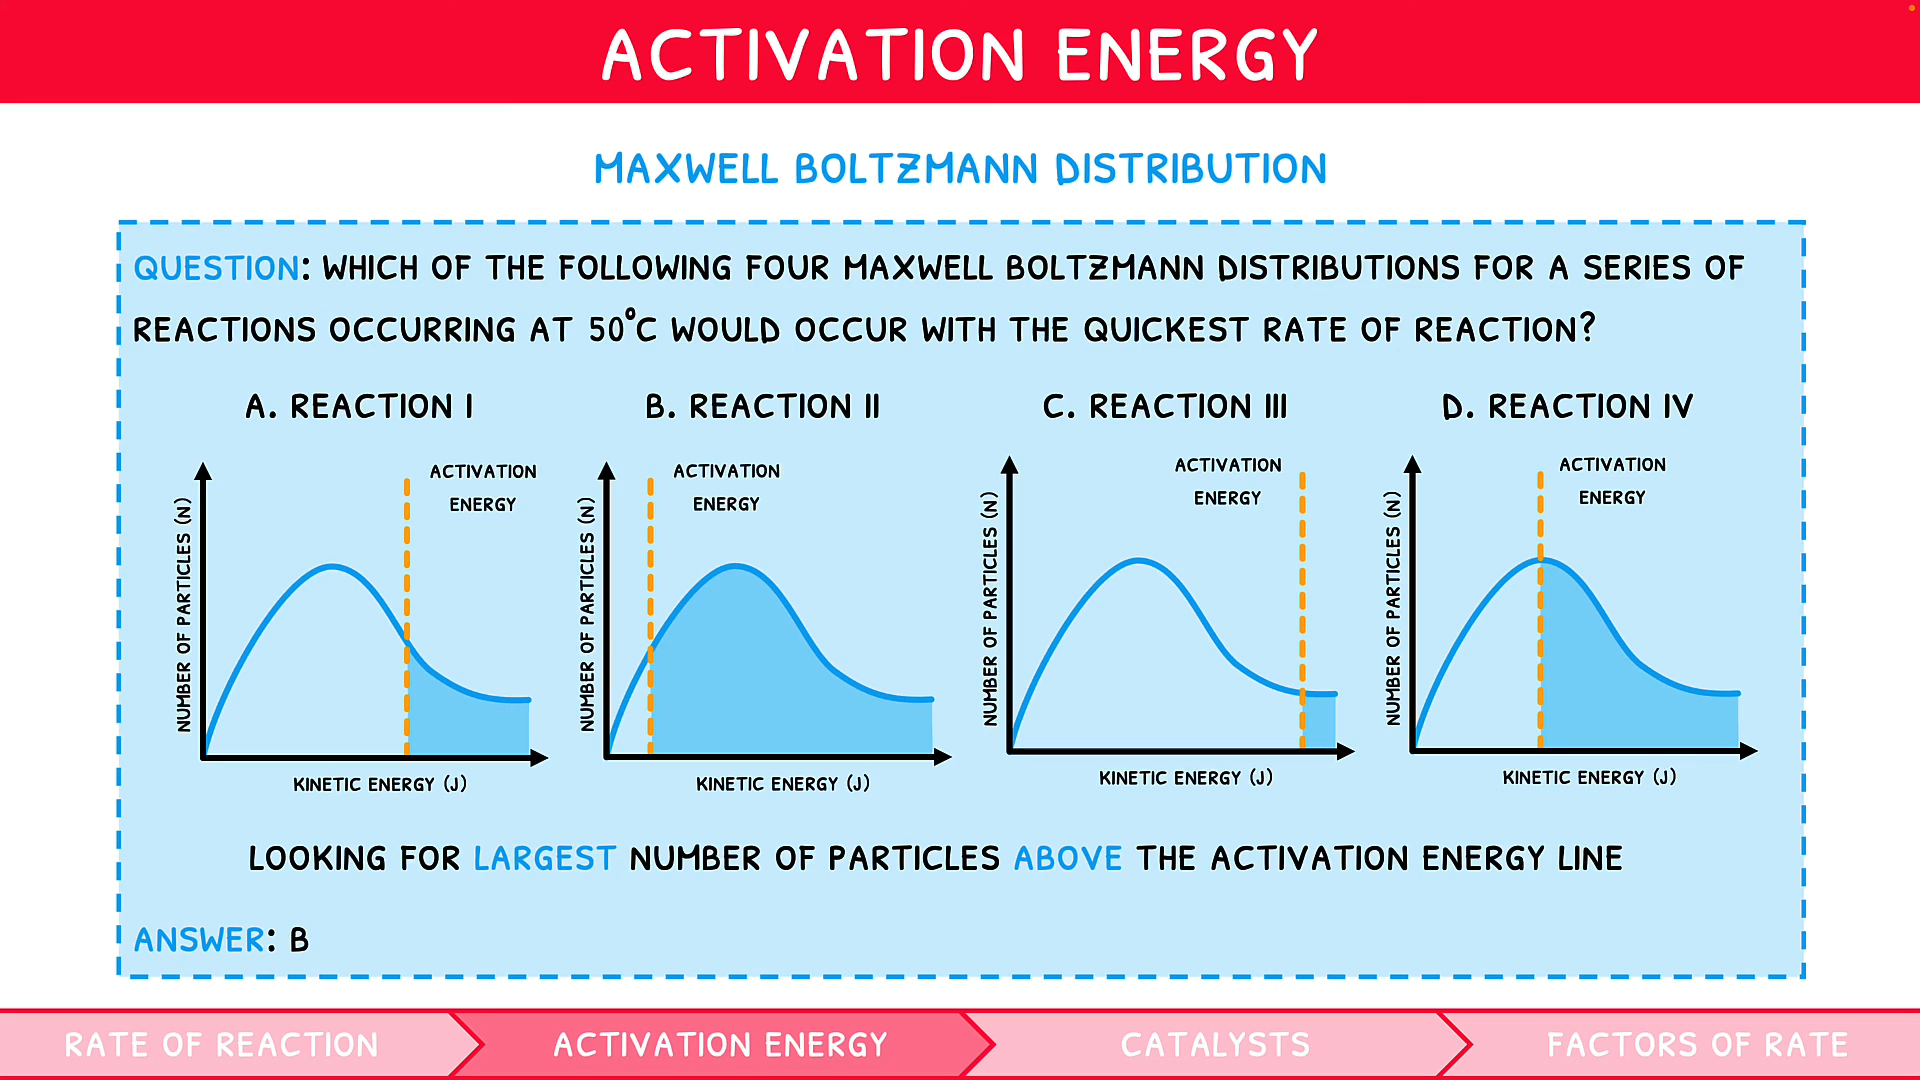 ACTIVATION ENERGY
MAXWELL BOLTZMANN DISTRIBUTION
QUESTION: WHICH OF THE FOLLOWING FOUR MAXWELL BOLTZMANN DISTRIBUTIONS FOR A SERIES OF
REACTIONS OCCURRING AT 50°C WOULD OCCUR WITH THE QUICKEST RATE OF REACTION?
A. REACTION I
ACTIVATION
ENERGY
NUMBER OF PARTICLES (N)
KINETIC ENERGY (J)
B. REACTION II
ACTIVATION
ENERGY
NUMBER OF PARTICLES (N)
KINETIC ENERGY (J)
C. REACTION III
ACTIVATION
ENERGY
NUMBER OF PARTICLES (N)
KINETIC ENERGY (J)
D. REACTION IV
ACTIVATION
ENERGY
NUMBER OF PARTICLES (N)
KINETIC ENERGY (J)
LOOKING FOR LARGEST NUMBER OF PARTICLES ABOVE THE ACTIVATION ENERGY LINE
ANSWER: B
RATE OF REACTION
ACTIVATION ENERGY
CATALYSTS
FACTORS OF RATE